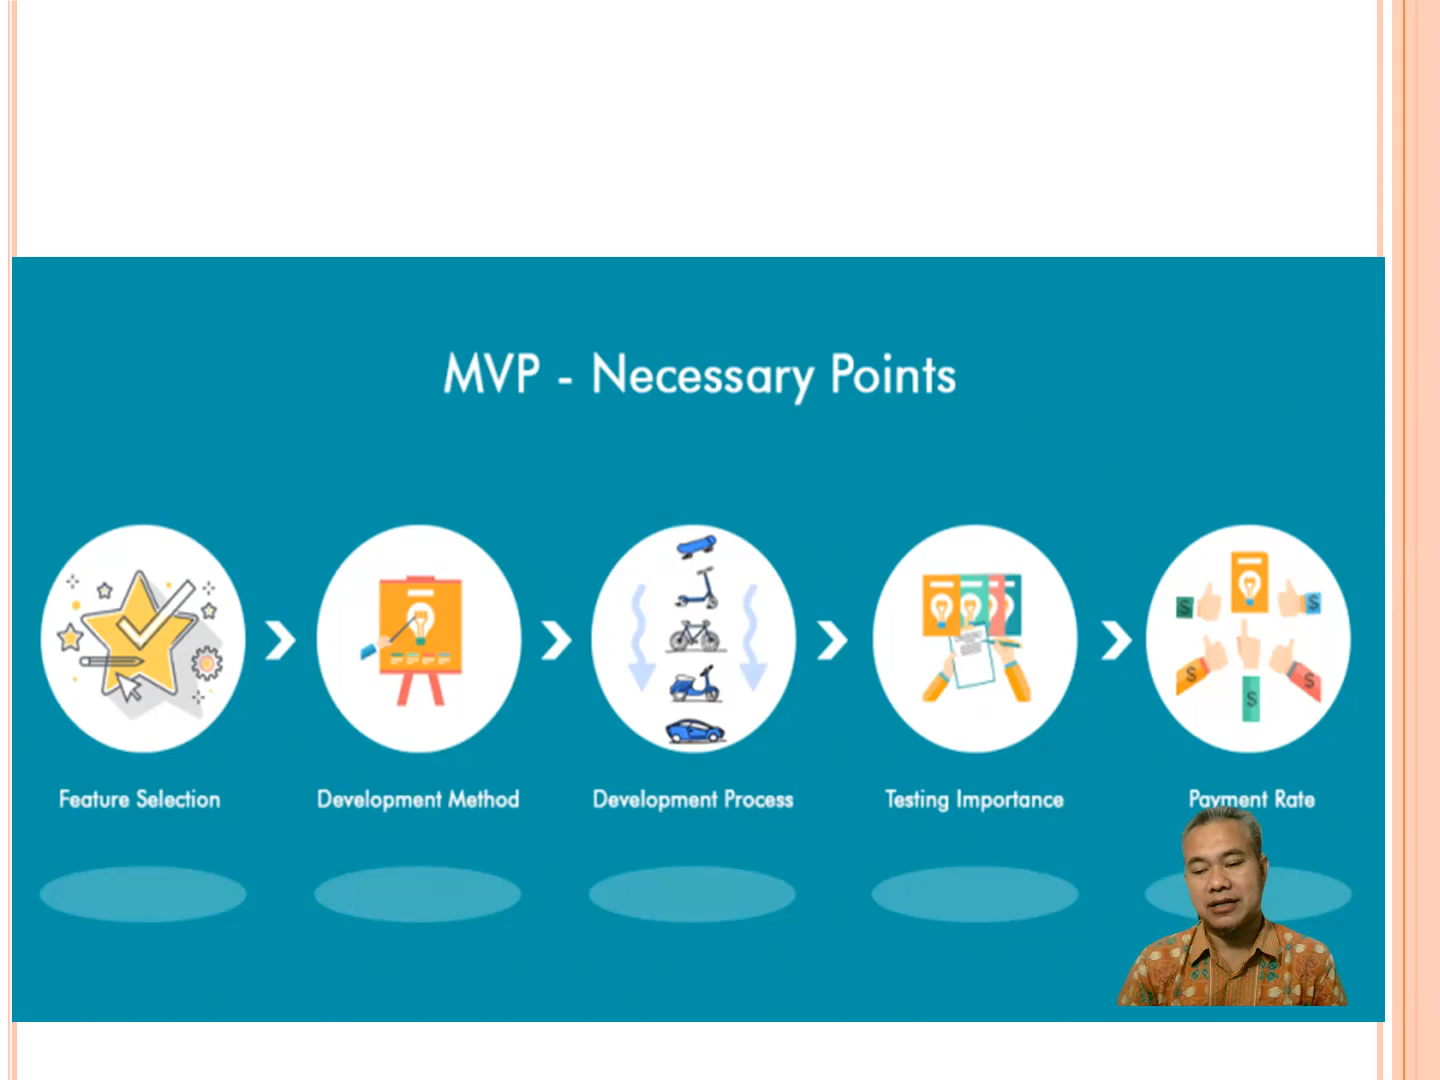 MVP - Necessary Points
Feature Selection
Development Method
Development Process
Testing Importance
Payment Rate
$
$
$
$
$